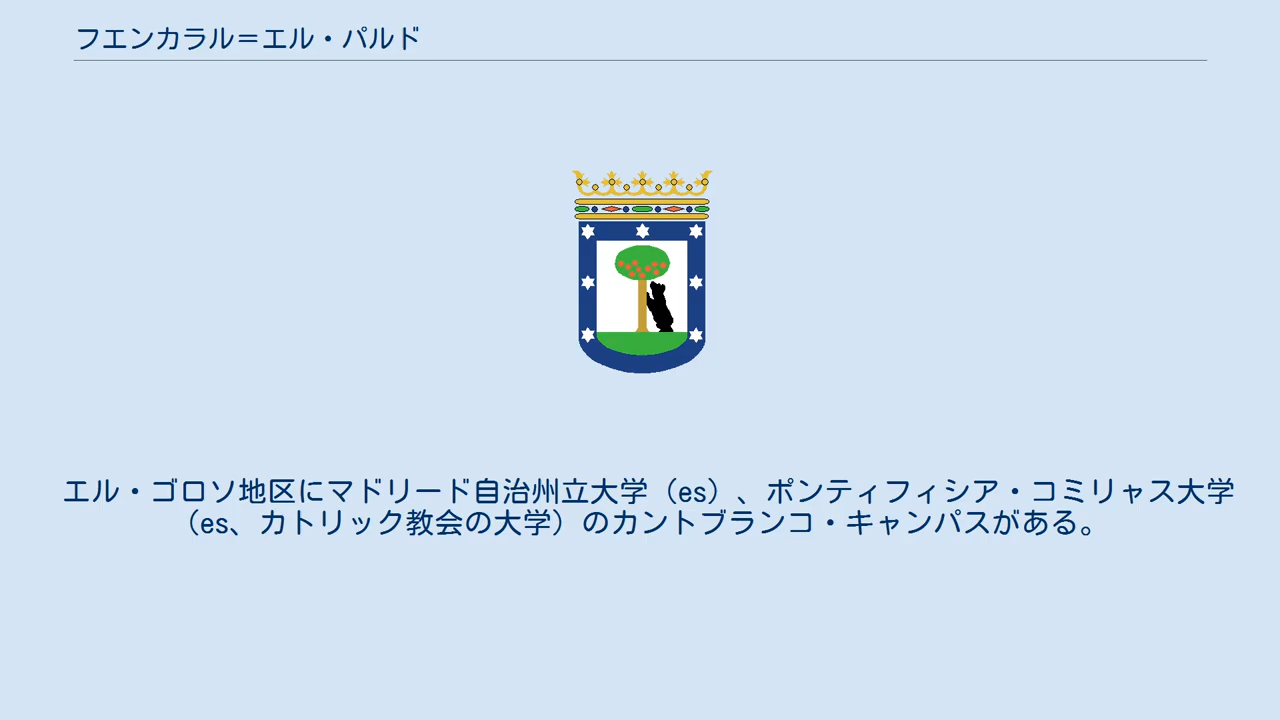 フエンカラル＝エル・パルド
エル・ゴロソ地区にマドリード自治州立大学（es）、ポンティフィシア・コミリャス大学
（es、カトリック教会の大学）のカントブランコ・キャンパスがある。